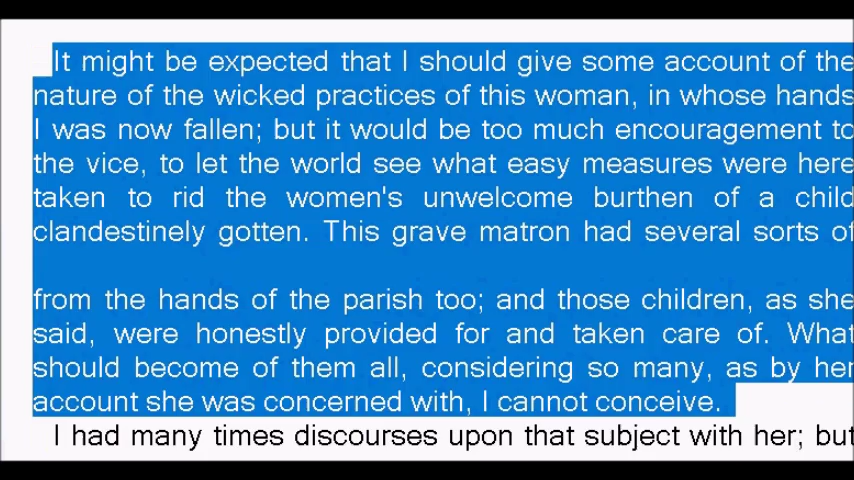 It might be expected that I should give some account of the
nature of the wicked practices of this woman, in whose hands
I was now fallen; but it would be too much encouragement to
the vice, to let the world see what easy measures were here
taken to rid the women's unwelcome burthen of a child
clandestinely gotten. This grave matron had several sorts of
from the hands of the parish too; and those children, as she
said, were honestly provided for and taken care of. What
should become of them all, considering so many, as by her
account she was concerned with, I cannot conceive.
I had many times discourses upon that subject with her; but